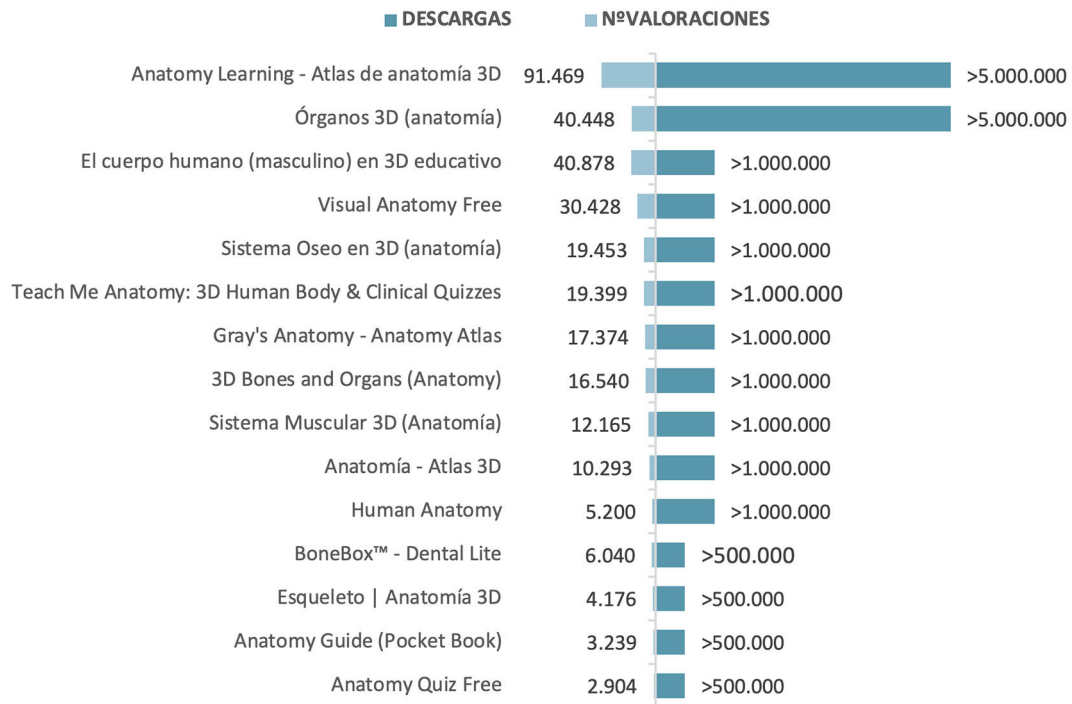 DESCARGAS NºVALORACIONES
Anatomy Learning - Atlas de anatomía 3D 91.469 >5.000.000
Órganos 3D (anatomía) 40.448 >5.000.000
El cuerpo humano (masculino) en 3D educativo 40.878 >1.000.000
Visual Anatomy Free 30.428 >1.000.000
Sistema Oseo en 3D (anatomía) 19.453 >1.000.000
Teach Me Anatomy: 3D Human Body & Clinical Quizzes 19.399 >1.000.000
Gray's Anatomy - Anatomy Atlas 17.374 >1.000.000
3D Bones and Organs (Anatomy) 16.540 >1.000.000
Sistema Muscular 3D (Anatomía) 12.165 >1.000.000
Anatomía - Atlas 3D 10.293 >1.000.000
Human Anatomy 5.200 >1.000.000
BoneBox™ - Dental Lite 6.040 >500.000
Esqueleto | Anatomía 3D 4.176 >500.000
Anatomy Guide (Pocket Book) 3.239 >500.000
Anatomy Quiz Free 2.904 >500.000